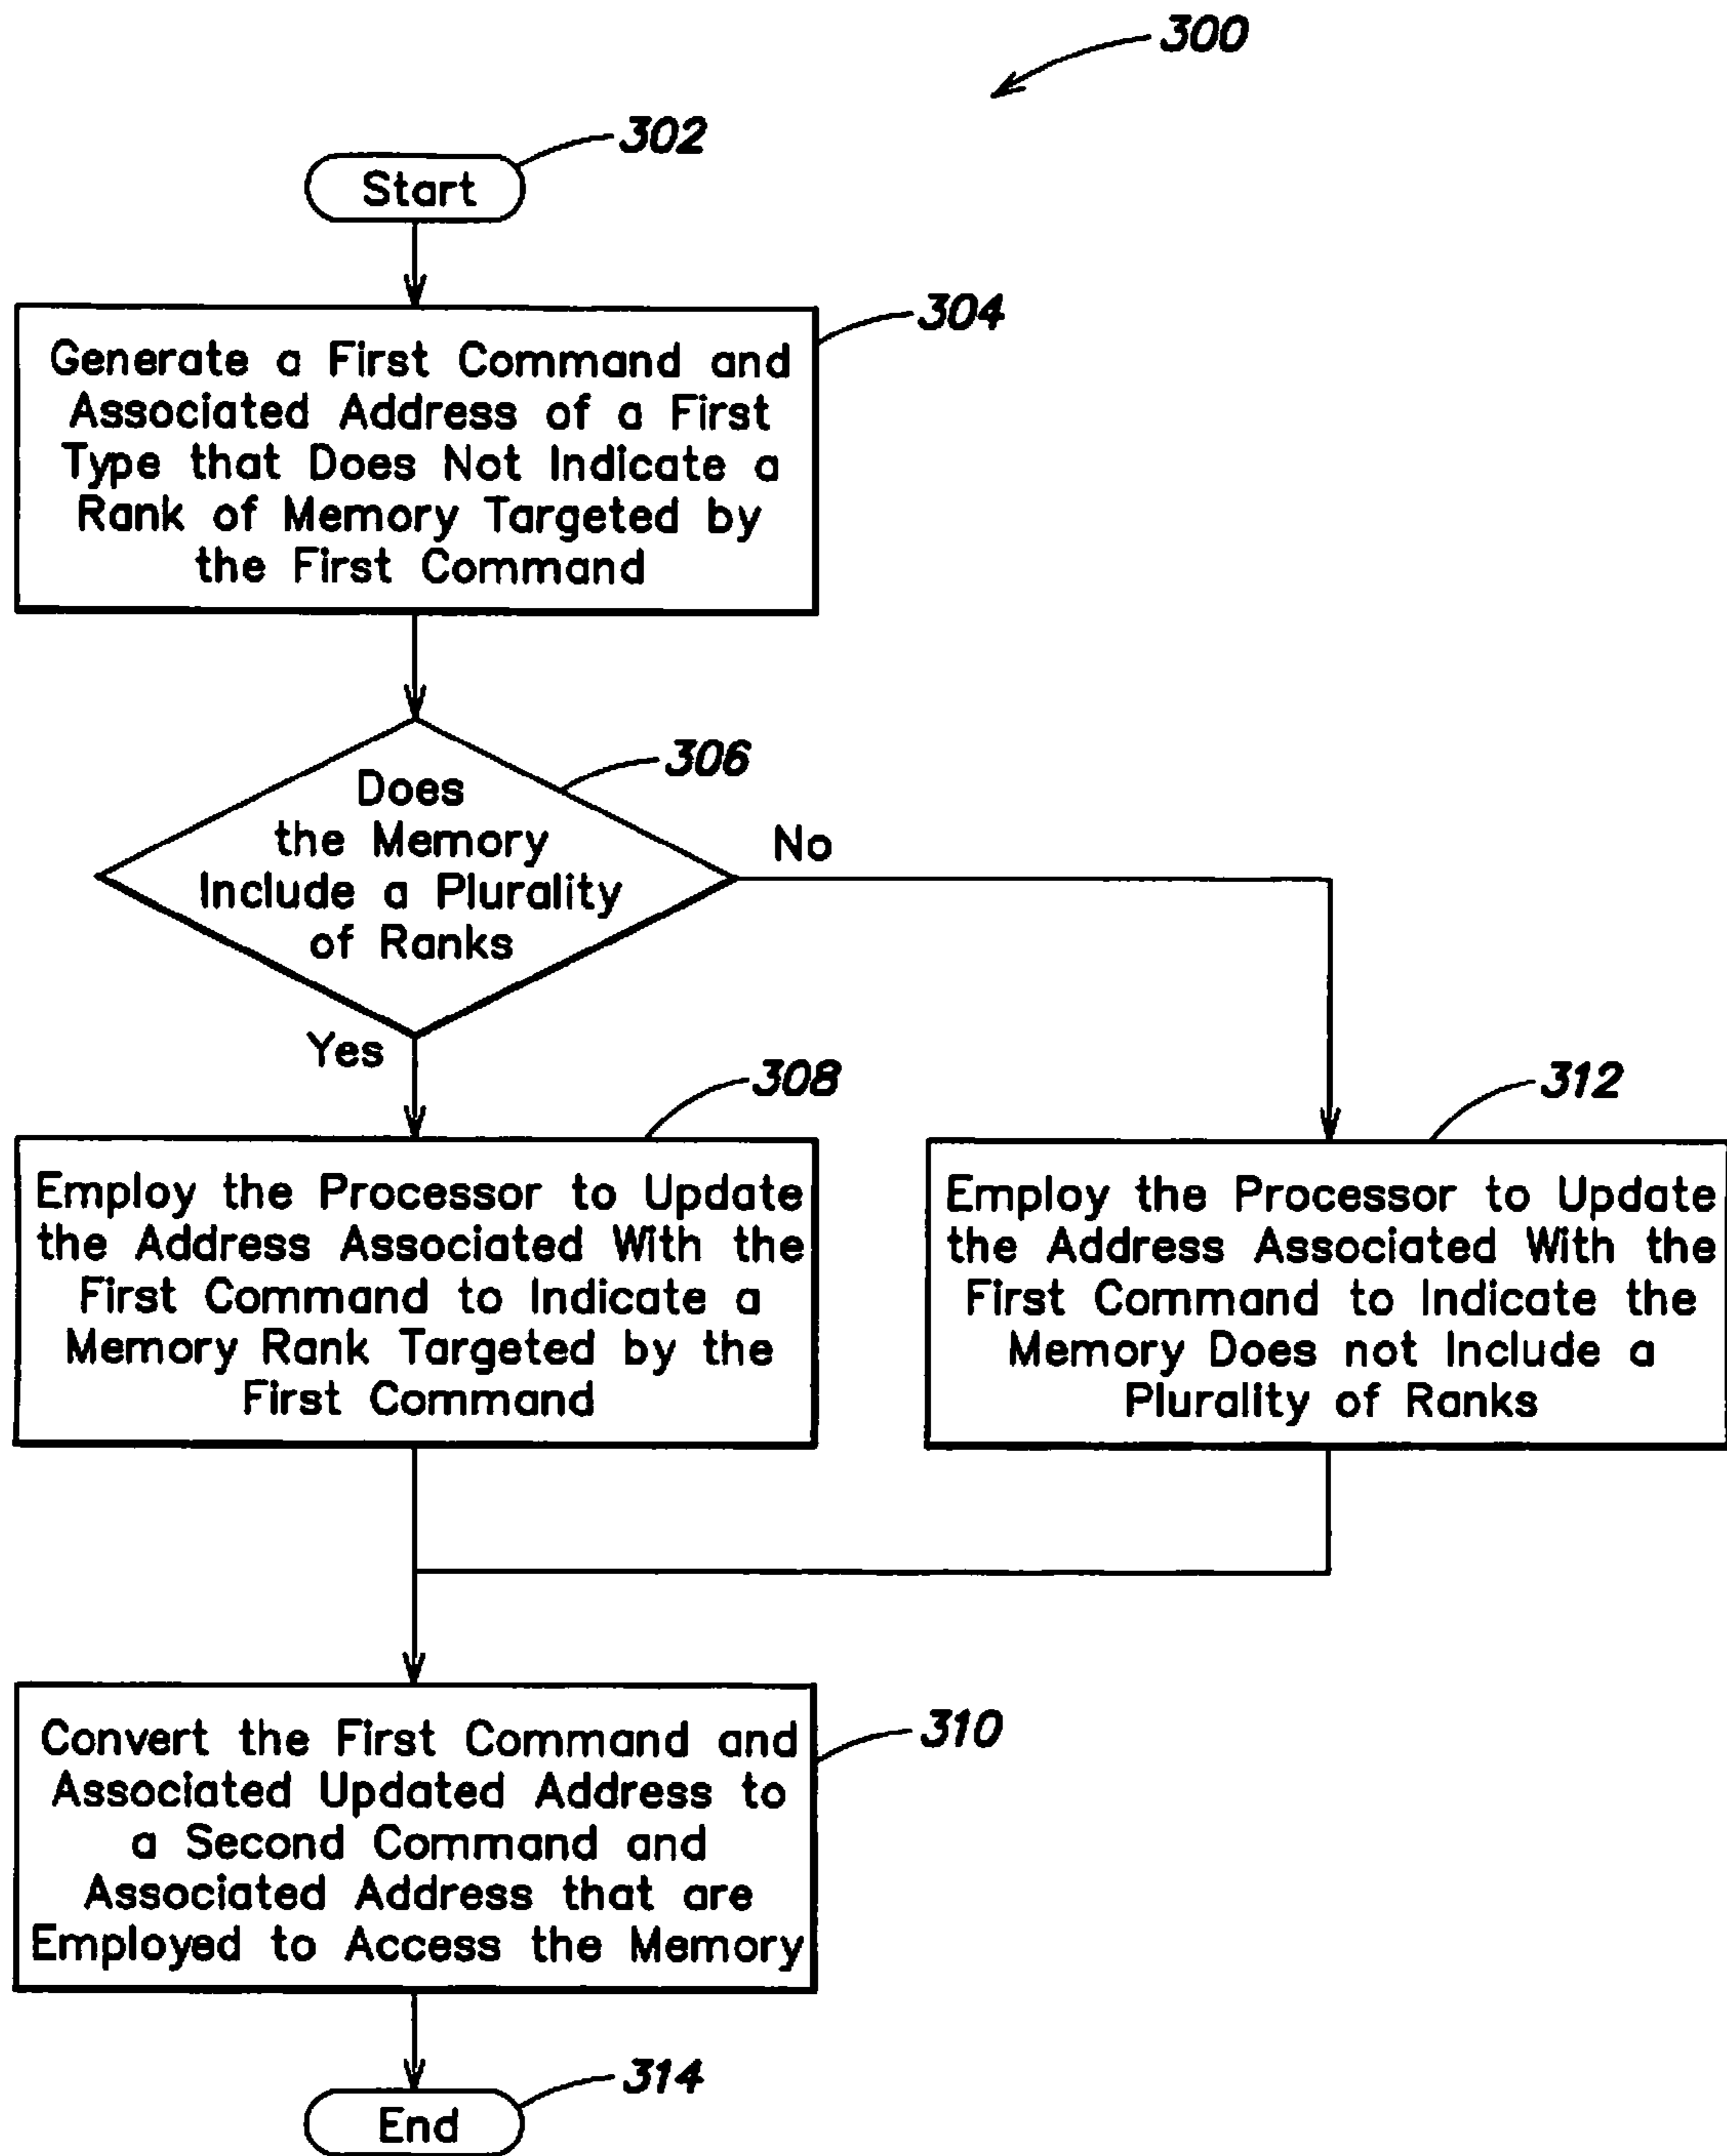 300
302
Start
304
Generate a First Command and
Associated Address of a First
Type that Does Not Indicate a
Rank of Memory Targeted by
the First Command
306
Does
the Memory
Include a Plurality
of Ranks
No
Yes
308
Employ the Processor to Update
the Address Associated With the
First Command to Indicate a
Memory Rank Targeted by the
First Command
312
Employ the Processor to Update
the Address Associated With the
First Command to Indicate the
Memory Does not Include a
Plurality of Ranks
310
Convert the First Command and
Associated Updated Address to
a Second Command and
Associated Address that are
Employed to Access the Memory
314
End